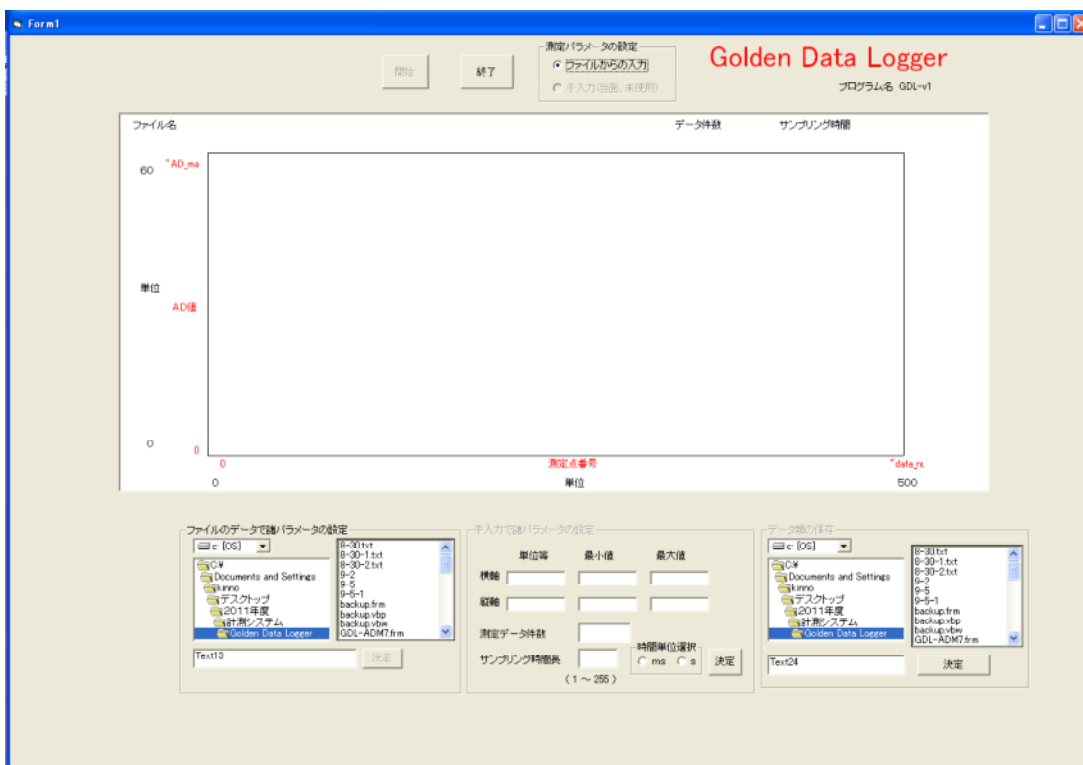 Form1
開始
終了
測定パラメータの設定
ファイルからの入力
手入力(当面、未使用)
Golden Data Logger
プログラム名 GDL-v1
ファイル名
データ件数
サンプリング時間
60
"AD_ma
単位
AD値
0
0
0
測定点番号
"data_nu
0
単位
500
ファイルのデータで諸パラメータの設定
c: [OS]
C:¥
Documents and Settings
kinno
デスクトップ
2011年度
計測システム
Golden Data Logger
8-30.txt
8-30-1.txt
8-30-2.txt
9-2
9-5
9-5-1
backup.frm
backup.vbp
backup.vbw
GDL-ADM7.frm
Text13
決定
手入力で諸パラメータの設定
単位等
最小値
最大値
横軸
縦軸
測定データ件数
サンプリング時間長
(1 ~ 255)
時間単位選択
ms
s
決定
データ類の保存
c: [OS]
C:¥
Documents and Settings
kinno
デスクトップ
2011年度
計測システム
Golden Data Logger
8-30.txt
8-30-1.txt
8-30-2.txt
9-2
9-5
9-5-1
backup.frm
backup.vbp
backup.vbw
GDL-ADM7.frm
Text24
決定